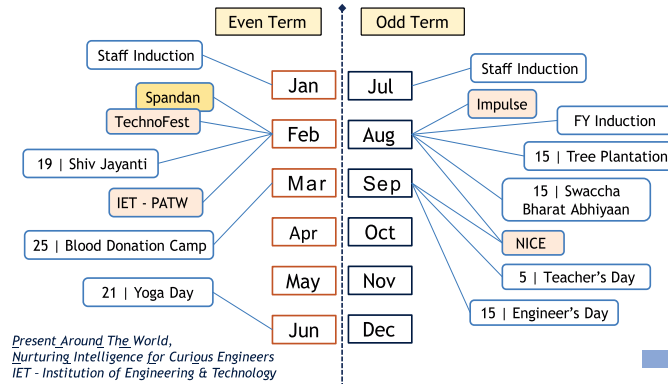 Even Term
Odd Term
Staff Induction
Staff Induction
Jan
Jul
Spandan
Impulse
TechnoFest
FY Induction
Feb
Aug
19 | Shiv Jayanti
15 | Tree Plantation
Mar
Sep
IET - PATW
15 | Swaccha
Bharat Abhiyaan
Apr
Oct
25 | Blood Donation Camp
NICE
May
Nov
5 | Teacher's Day
21 | Yoga Day
15 | Engineer's Day
Jun
Dec
Present Around The World,
Nurturing Intelligence for Curious Engineers
IET - Institution of Engineering & Technology